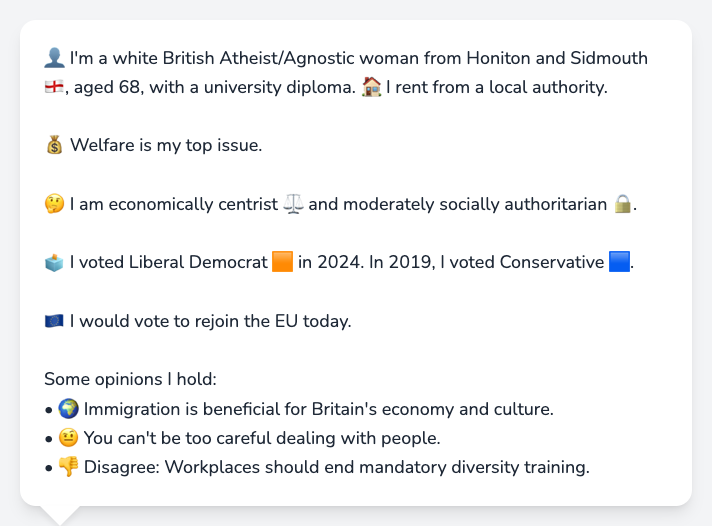 👤 I'm a white British Atheist/Agnostic woman from Honiton and Sidmouth
🏴󠁧󠁢󠁥󠁮󠁧󠁿, aged 68, with a university diploma. 🏠 I rent from a local authority.
💰 Welfare is my top issue.
🤔 I am economically centrist ⚖️ and moderately socially authoritarian 🔒.
🗳️ I voted Liberal Democrat 🟧 in 2024. In 2019, I voted Conservative 🟦.
🇪🇺 I would vote to rejoin the EU today.
Some opinions I hold:
• 🌍 Immigration is beneficial for Britain's economy and culture.
• 🤨 You can't be too careful dealing with people.
• 👎 Disagree: Workplaces should end mandatory diversity training.